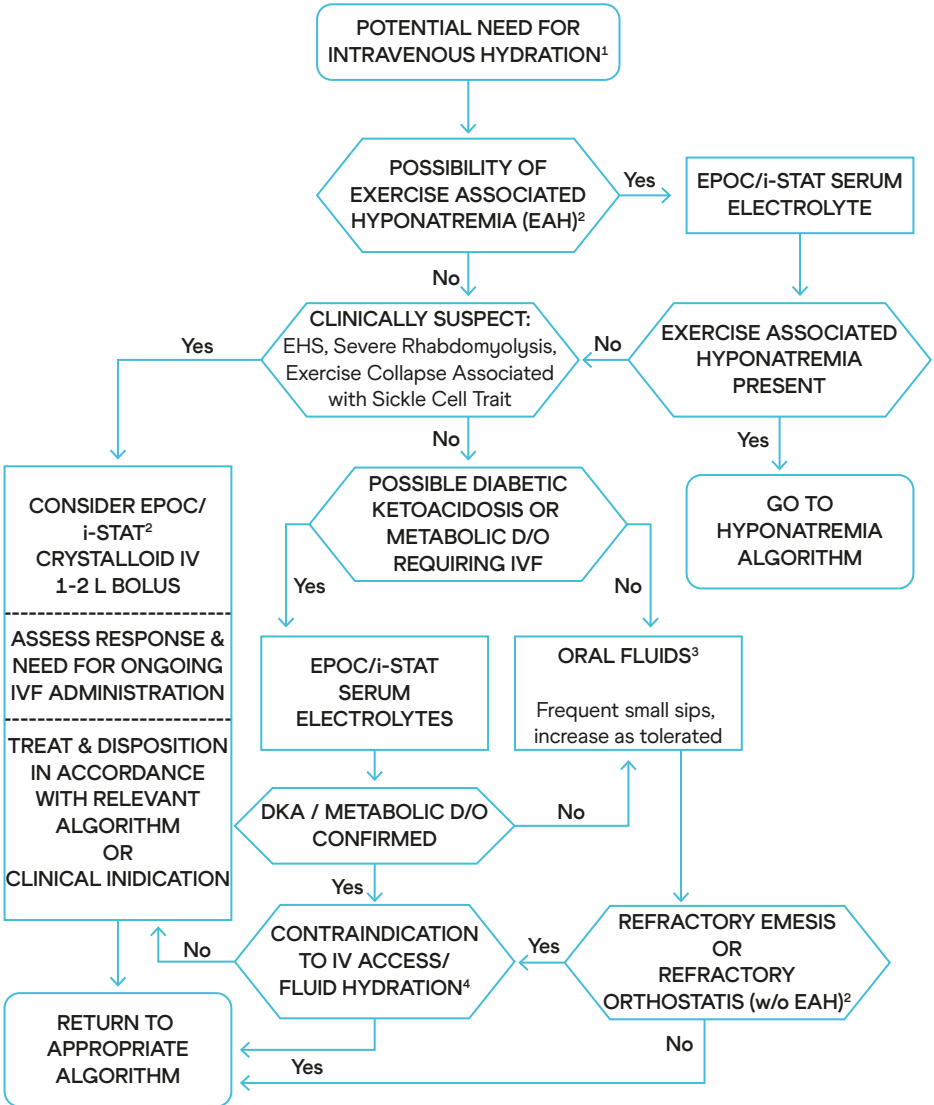 POTENTIAL NEED FOR
INTRAVENOUS HYDRATION¹
POSSIBILITY OF
EXERCISE ASSOCIATED
HYPONATREMIA (EAH)²
Yes
EPOC/i-STAT SERUM
ELECTROLYTE
No
CLINICALLY SUSPECT:
EHS, Severe Rhabdomyolysis,
Exercise Collapse Associated
with Sickle Cell Trait
Yes
No
EXERCISE ASSOCIATED
HYPONATREMIA
PRESENT
No
Yes
GO TO
HYPONATREMIA
ALGORITHM
POSSIBLE DIABETIC
KETOACIDOSIS OR
METABOLIC D/O
REQUIRING IVF
Yes
No
CONSIDER EPOC/
i-STAT²
CRYSTALLOID IV
1-2 L BOLUS
ASSESS RESPONSE &
NEED FOR ONGOING
IVF ADMINISTRATION
TREAT & DISPOSITION
IN ACCORDANCE
WITH RELEVANT
ALGORITHM
OR
CLINICAL INIDICATION
EPOC/i-STAT
SERUM
ELECTROLYTES
ORAL FLUIDS³
Frequent small sips,
increase as tolerated
DKA / METABOLIC D/O
CONFIRMED
No
Yes
CONTRAINDICATION
TO IV ACCESS/
FLUID HYDRATION⁴
No
Yes
REFRACTORY EMESIS
OR
REFRACTORY
ORTHOSTATIS (w/o EAH)²
Yes
No
RETURN TO
APPROPRIATE
ALGORITHM